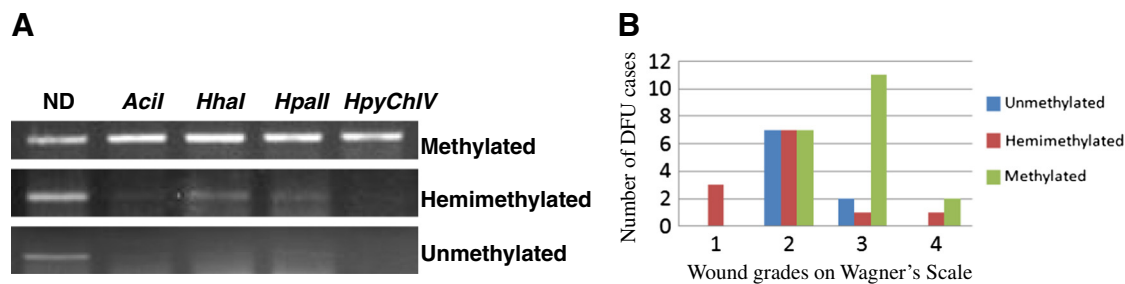 A
ND AciI HhaI HpaII HpyChIV
Methylated
Hemimethylated
Unmethylated
B
Number of DFU cases
12
10
8
6
4
2
0
1 2 3 4
Wound grades on Wagner's Scale
Unmethylated
Hemimethylated
Methylated